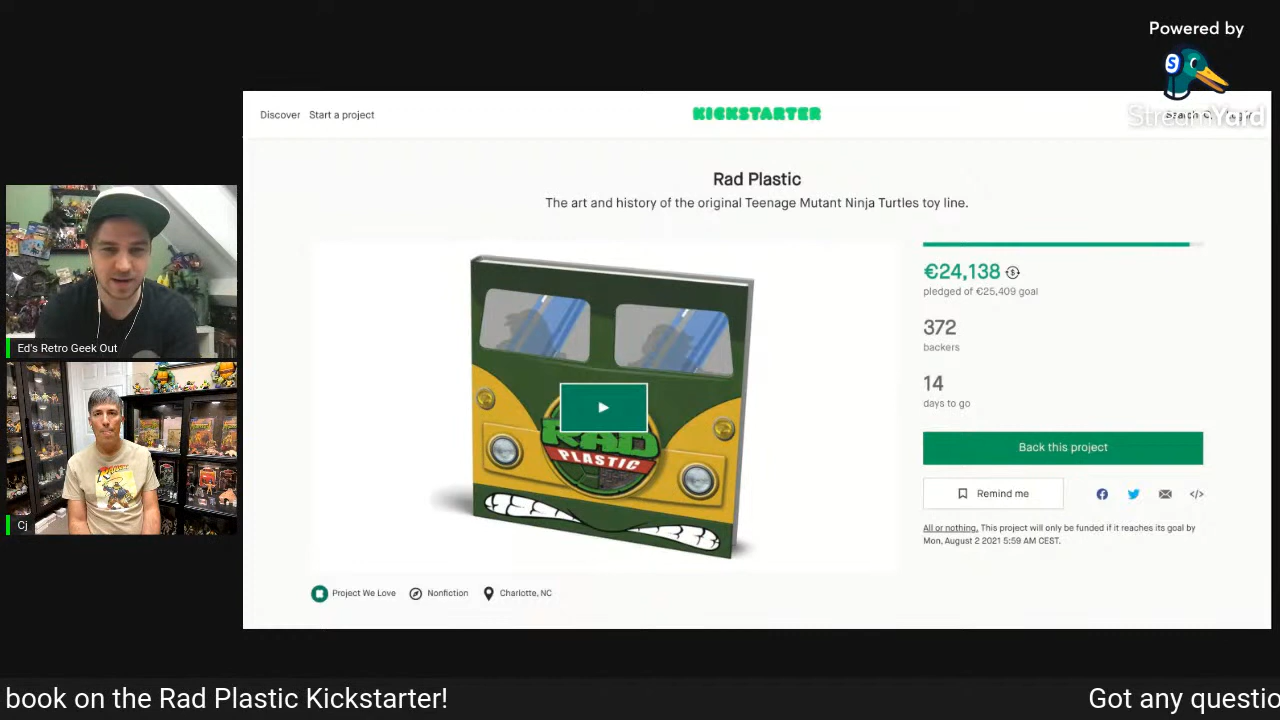 Powered by
StreamYard
Discover Start a project
KICKSTARTER
Search
Rad Plastic
The art and history of the original Teenage Mutant Ninja Turtles toy line.
€24,138
pledged of €25,409 goal
372
backers
14
days to go
Back this project
Remind me
All or nothing. This project will only be funded if it reaches its goal by
Mon, August 2 2021 5:59 AM CEST.
RAD
PLASTIC
Project We Love
Nonfiction
Charlotte, NC
Ed's Retro Geek Out
Cj
book on the Rad Plastic Kickstarter!
Got any questio